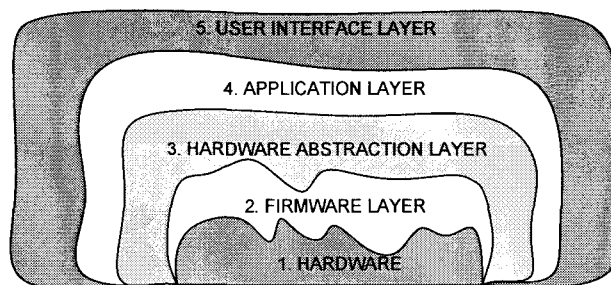 5. USER INTERFACE LAYER
4. APPLICATION LAYER
3. HARDWARE ABSTRACTION LAYER
2. FIRMWARE LAYER
1. HARDWARE